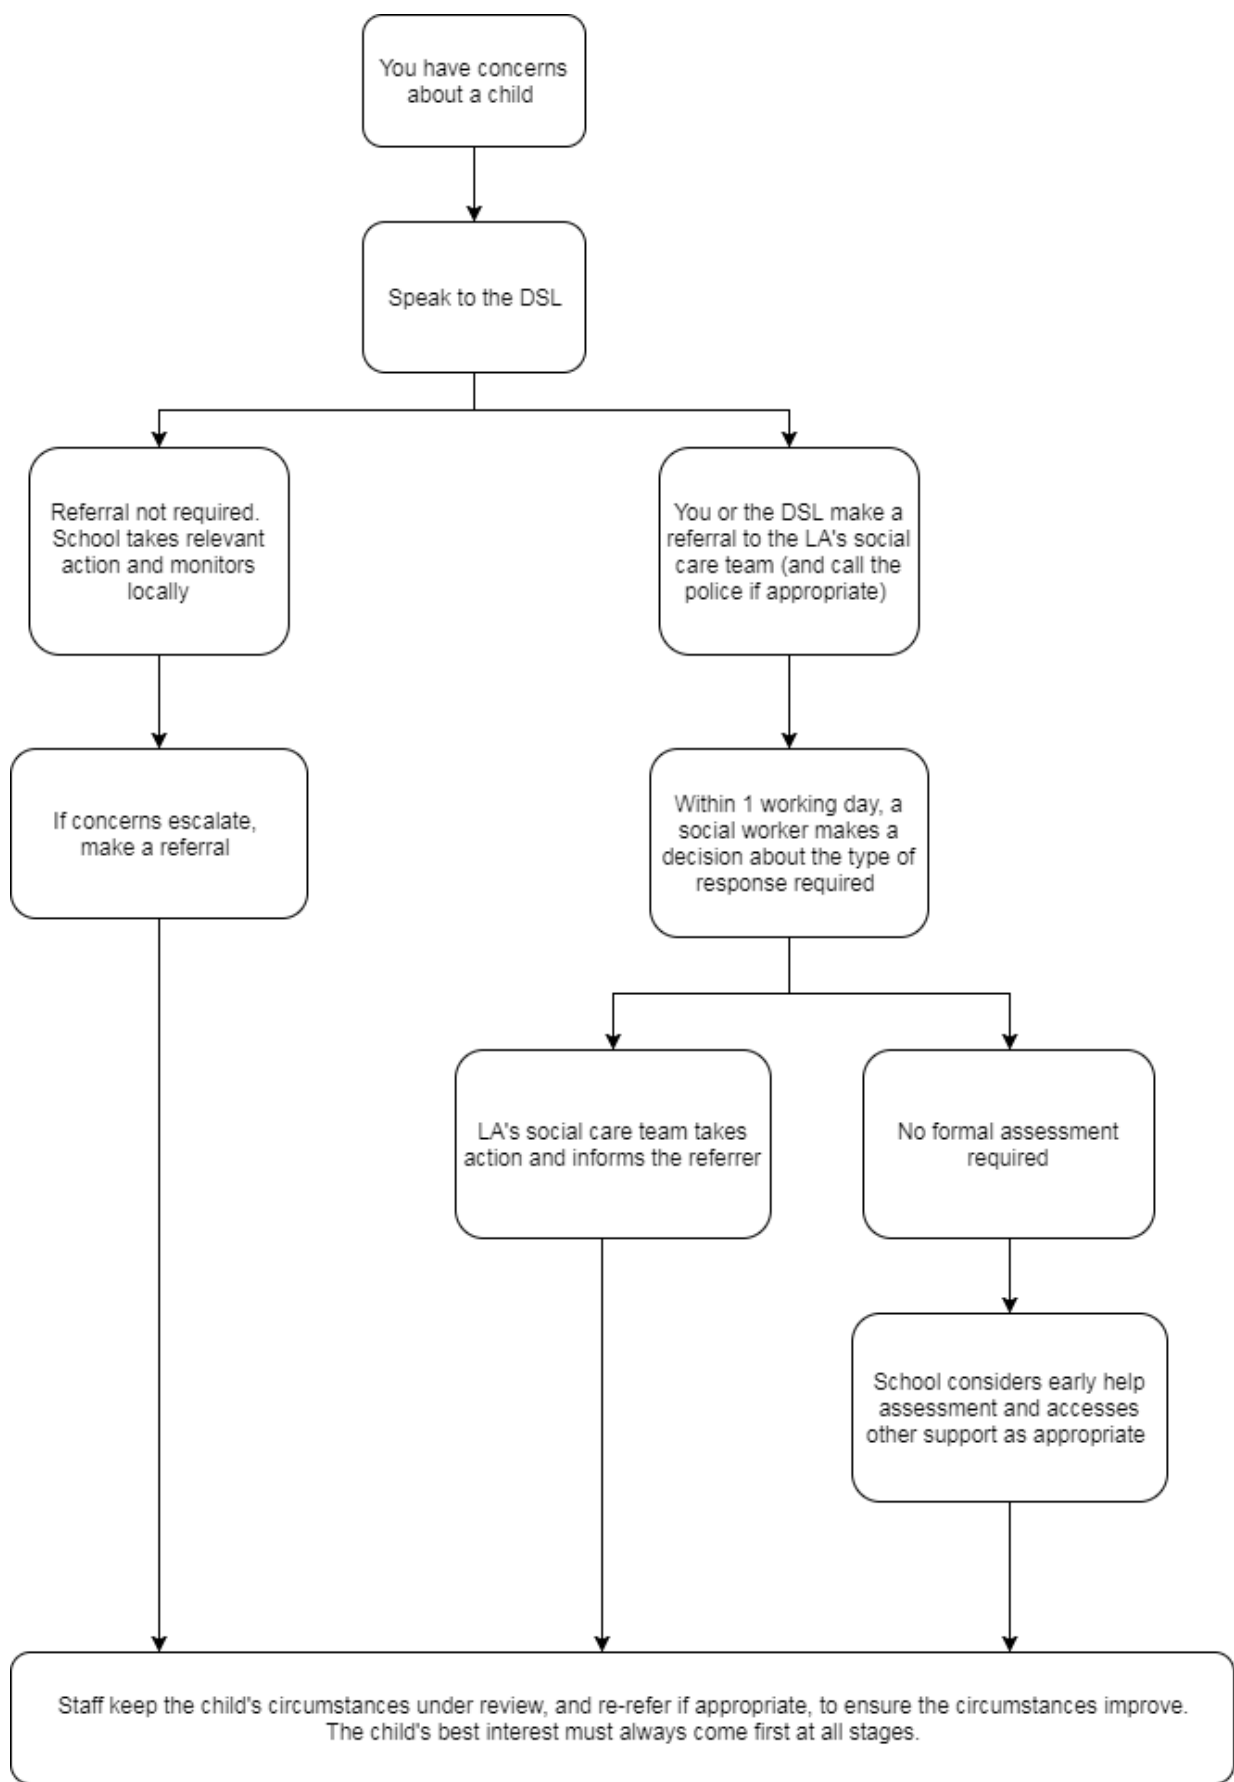 You have concerns
about a child
Speak to the DSL
Referral not required.
School takes relevant
action and monitors
locally
You or the DSL make a
referral to the LA's social
care team (and call the
police if appropriate)
If concerns escalate,
make a referral
Within 1 working day, a
social worker makes a
decision about the type of
response required
LA's social care team takes
action and informs the referrer
No formal assessment
required
School considers early help
assessment and accesses
other support as appropriate
Staff keep the child's circumstances under review, and re-refer if appropriate, to ensure the circumstances improve.
The child's best interest must always come first at all stages.